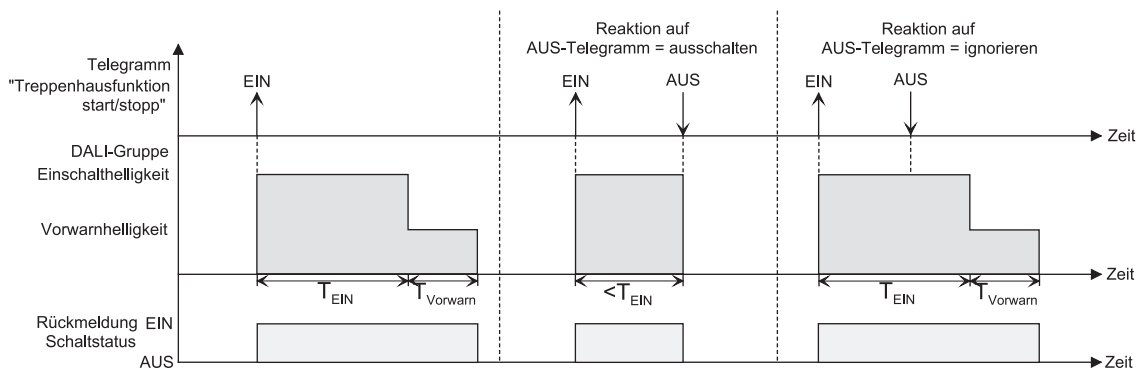 Reaktion auf
AUS-Telegramm = ausschalten
Reaktion auf
AUS-Telegramm = ignorieren
Telegramm
"Treppenhausfunktion
start/stopp"
EIN
EIN
AUS
EIN
AUS
Zeit
DALI-Gruppe
Einschalthelligkeit
Vorwarnhelligkeit
Zeit
TEIN
TVorwarn
<TEIN
TEIN
TVorwarn
Rückmeldung EIN
Schaltstatus
AUS
Zeit